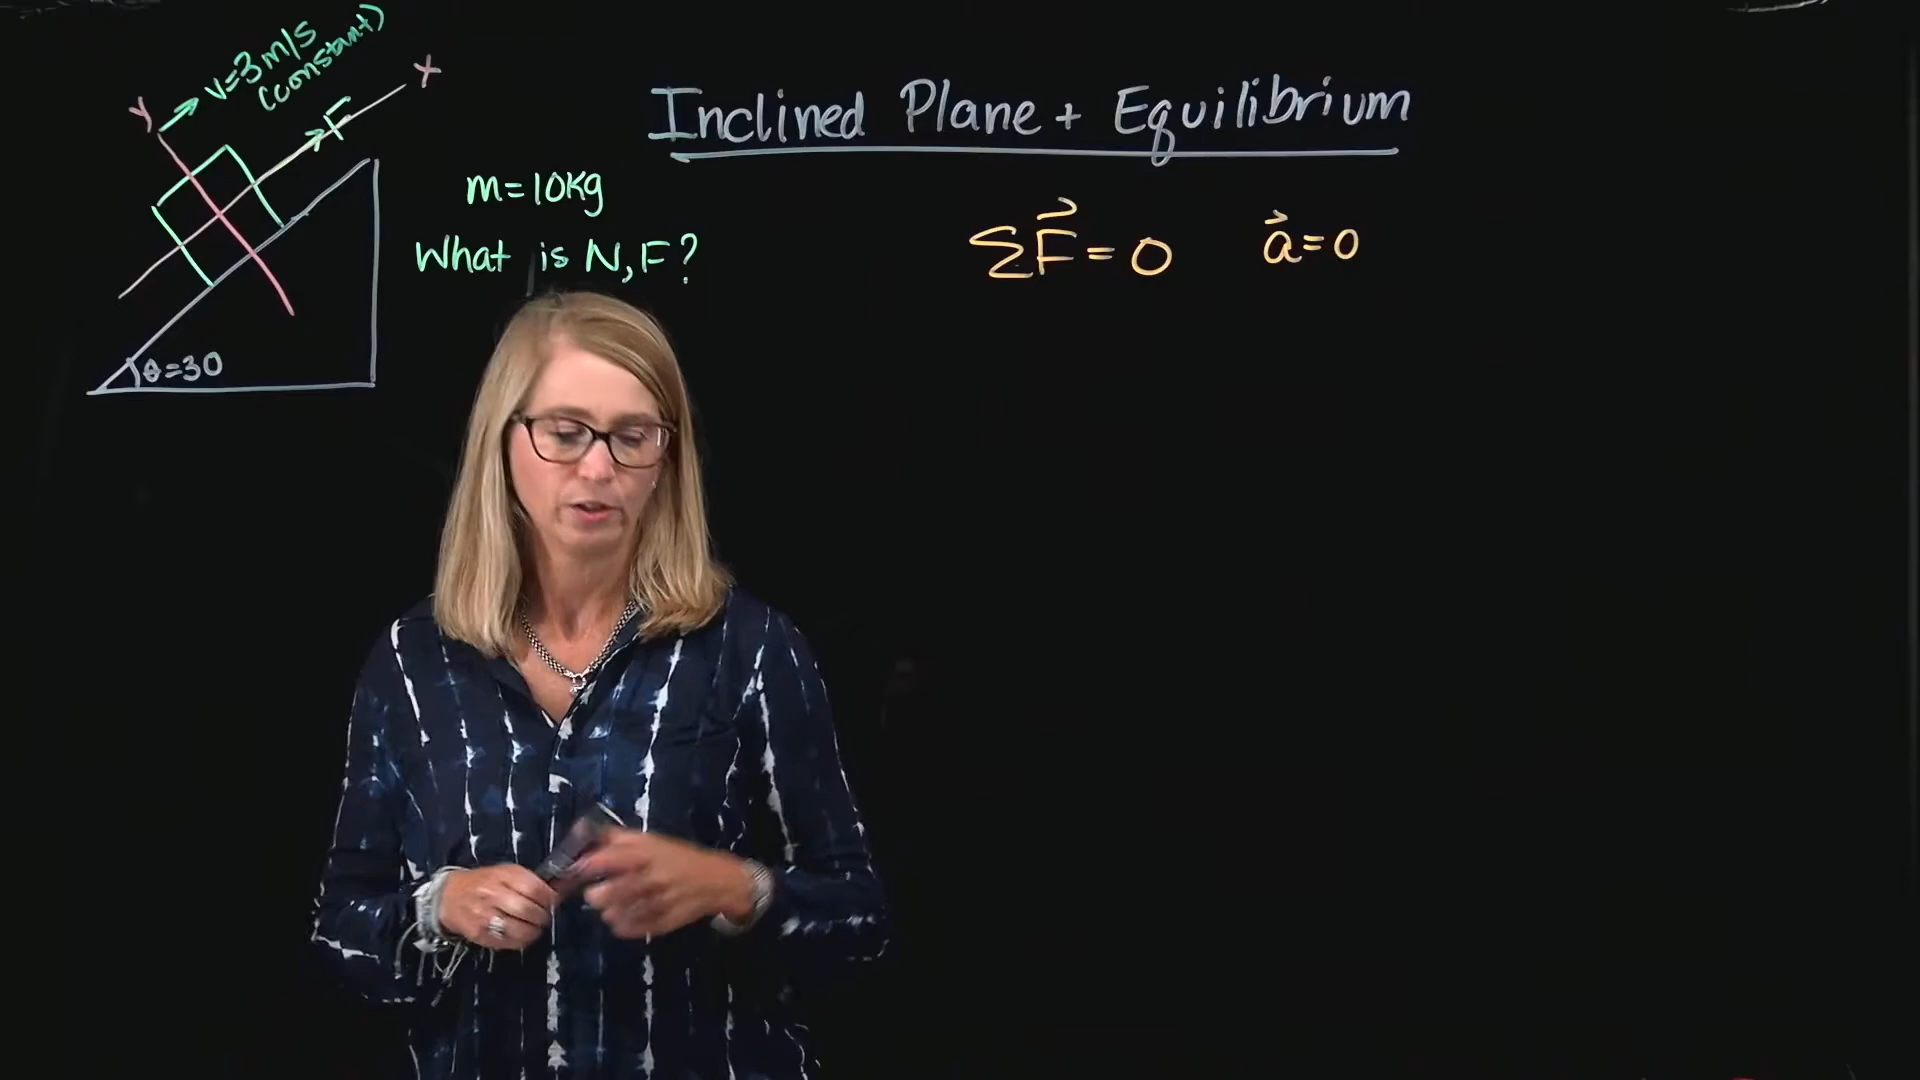 Inclined Plane + Equilibrium
v=3m/s
(constant)
Y
X
F
m=10Kg
What is N,F?
θ=30
ΣF⃗ = 0
a⃗=0